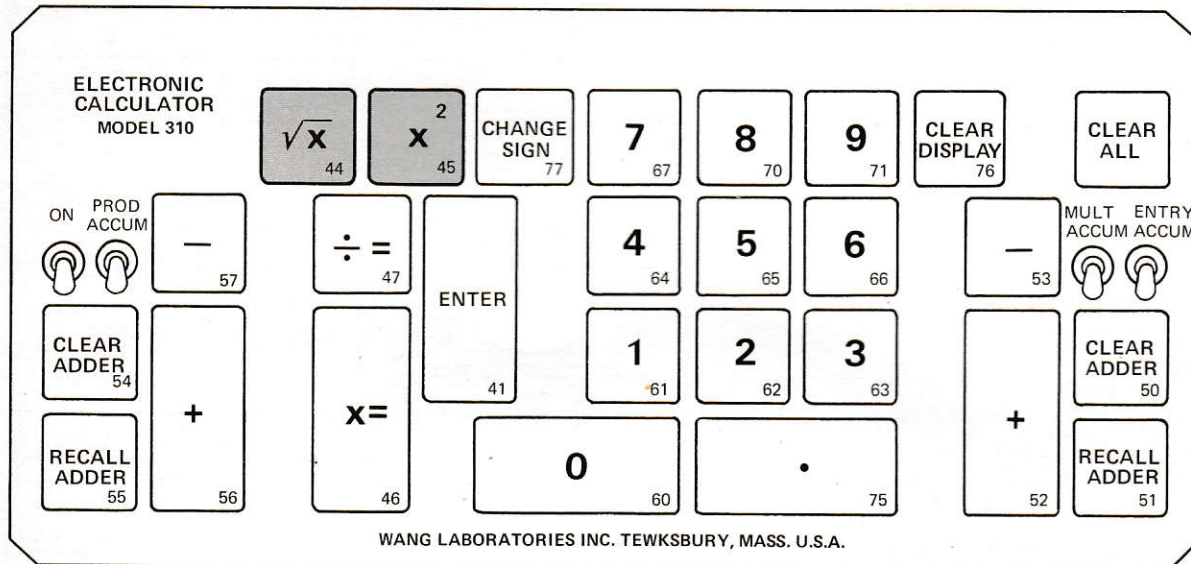 ELECTRONIC
CALCULATOR
MODEL 310
√x
44
x²
45
CHANGE
SIGN
77
7
67
8
70
9
71
CLEAR
DISPLAY
76
CLEAR
ALL
ON
PROD
ACCUM
−
57
÷ =
47
ENTER
41
4
64
5
65
6
66
−
53
MULT
ACCUM
ENTRY
ACCUM
CLEAR
ADDER
54
+
56
x=
46
1
61
2
62
3
63
+
52
CLEAR
ADDER
50
RECALL
ADDER
55
0
60
.
75
RECALL
ADDER
51
WANG LABORATORIES INC. TEWKSBURY, MASS. U.S.A.